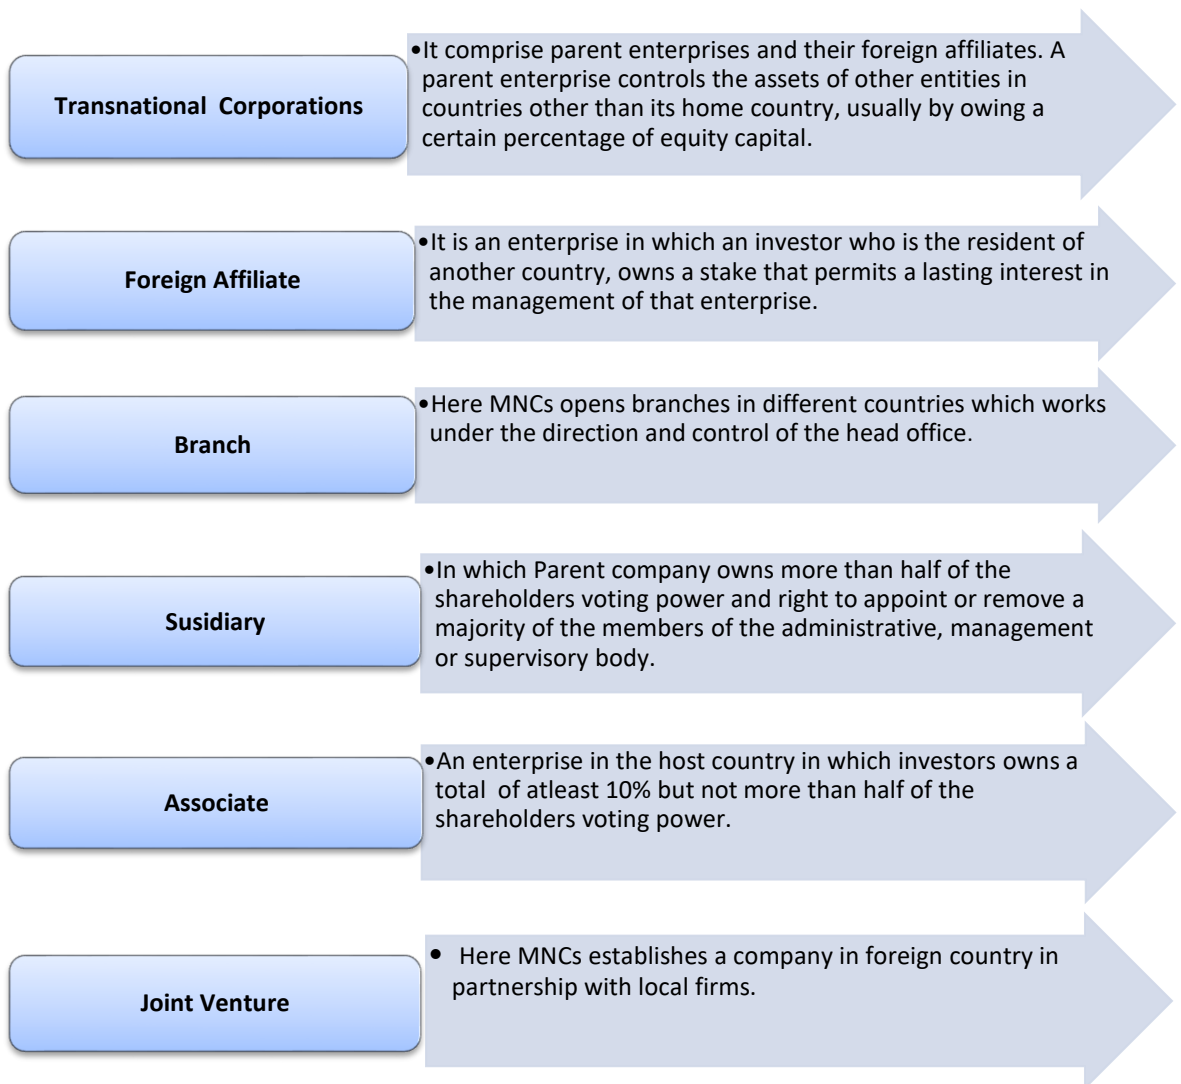 Transnational  Corporations
•It comprise parent enterprises and their foreign affiliates. A
parent enterprise controls the assets of other entities in
countries other than its home country, usually by owing a
certain percentage of equity capital.
Foreign Affiliate
•It is an enterprise in which an investor who is the resident of
another country, owns a stake that permits a lasting interest in
the management of that enterprise.
Branch
•Here MNCs opens branches in different countries which works
under the direction and control of the head office.
Susidiary
•In which Parent company owns more than half of the
shareholders voting power and right to appoint or remove a
majority of the members of the administrative, management
or supervisory body.
Associate
•An enterprise in the host country in which investors owns a
total  of atleast 10% but not more than half of the
shareholders voting power.
Joint Venture
• Here MNCs establishes a company in foreign country in
partnership with local firms.